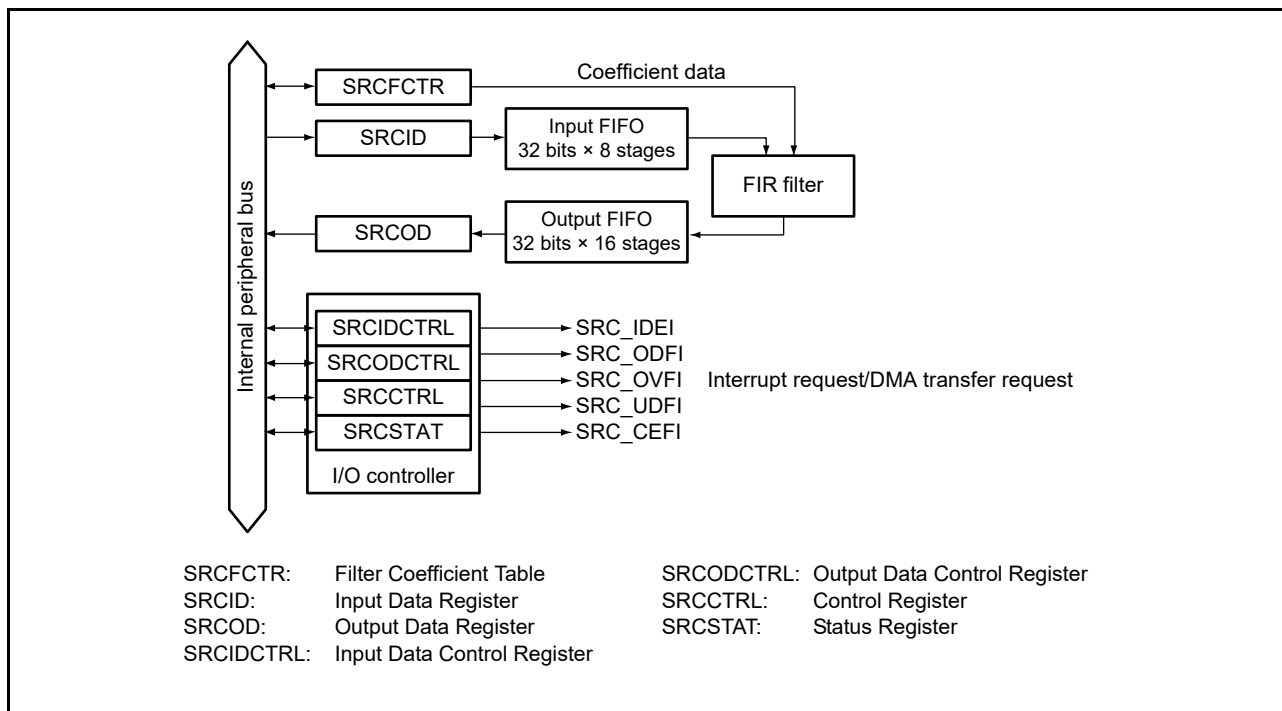 Internal peripheral bus
SRCFCTR
Coefficient data
SRCID
Input FIFO
32 bits × 8 stages
FIR filter
SRCOD
Output FIFO
32 bits × 16 stages
SRCIDCTRL
SRCODCTRL
SRCCTRL
SRCSTAT
I/O controller
SRC_IDEI
SRC_ODFI
SRC_OVFI
SRC_UDFI
SRC_CEFI
Interrupt request/DMA transfer request
SRCFCTR: Filter Coefficient Table
SRCID: Input Data Register
SRCOD: Output Data Register
SRCIDCTRL: Input Data Control Register
SRCODCTRL: Output Data Control Register
SRCCTRL: Control Register
SRCSTAT: Status Register